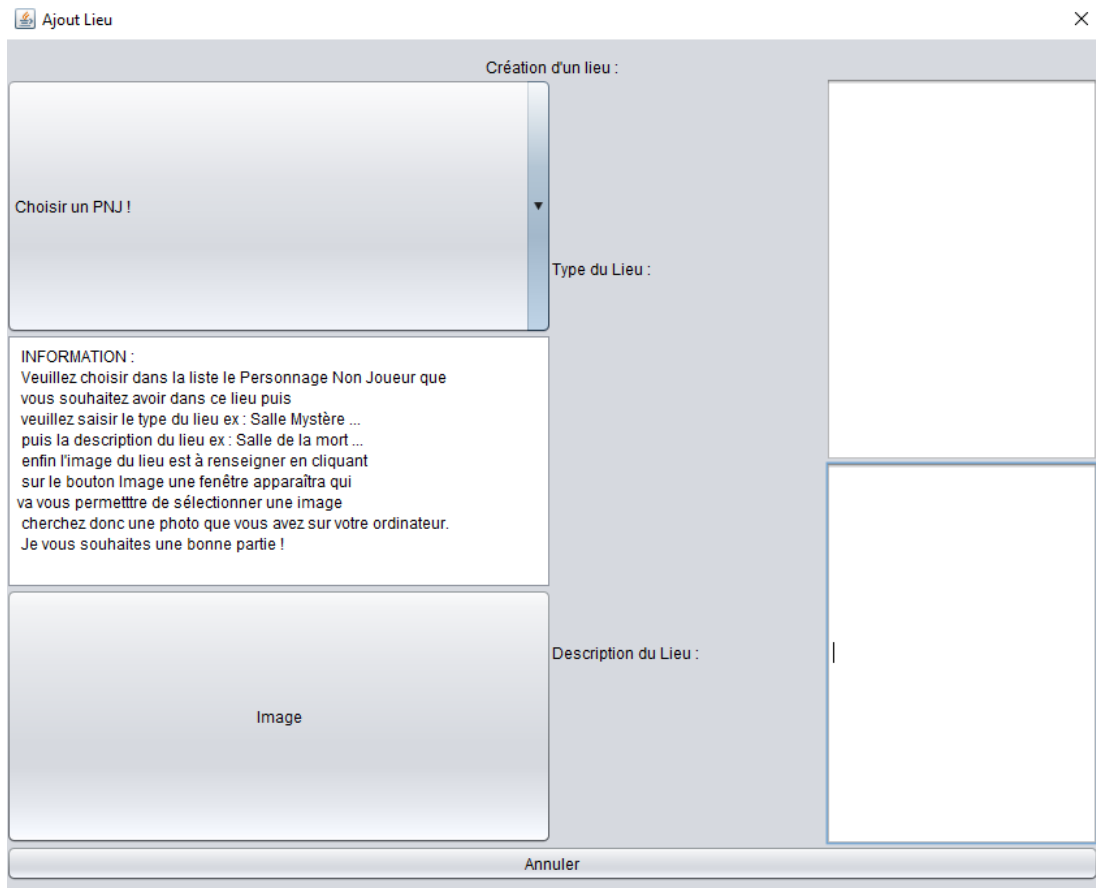 Ajout Lieu
Création d'un lieu :
Choisir un PNJ !
Type du Lieu :
INFORMATION :
Veuillez choisir dans la liste le Personnage Non Joueur que
vous souhaitez avoir dans ce lieu puis
veuillez saisir le type du lieu ex : Salle Mystère ...
puis la description du lieu ex : Salle de la mort ...
enfin l'image du lieu est à renseigner en cliquant
sur le bouton Image une fenêtre apparaîtra qui
va vous permetttre de sélectionner une image
cherchez donc une photo que vous avez sur votre ordinateur.
Je vous souhaites une bonne partie !
Description du Lieu :
Image
Annuler